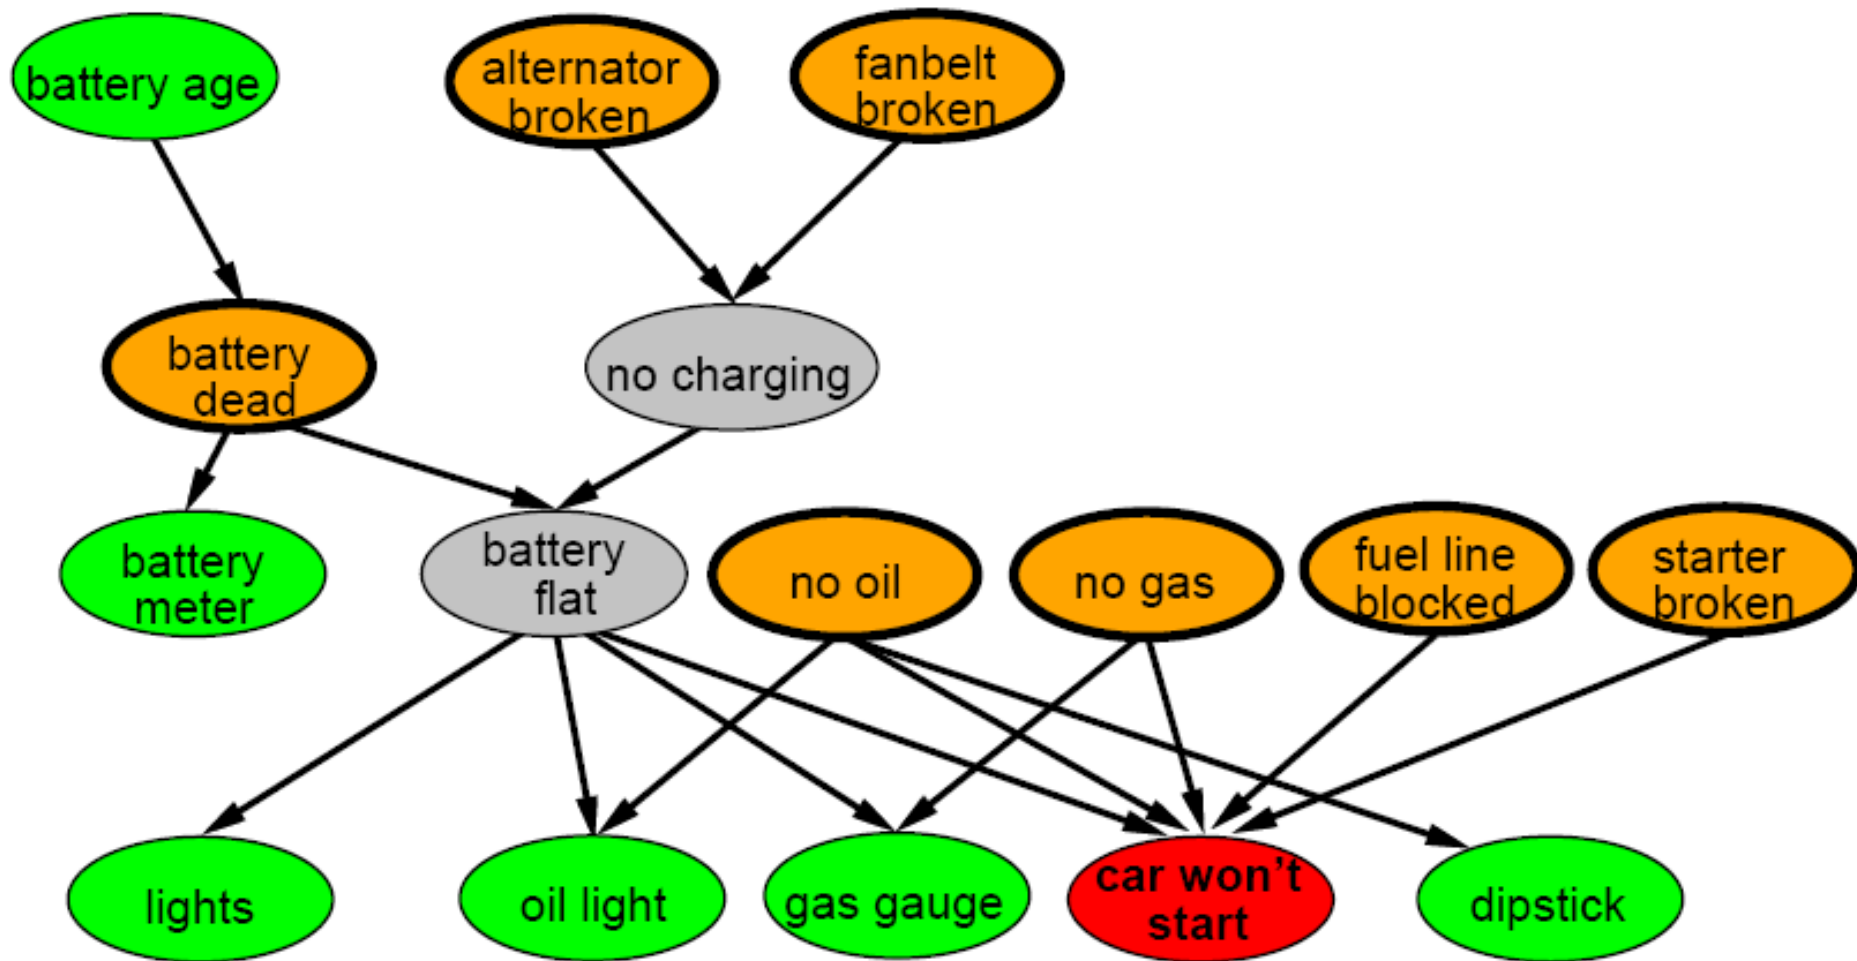 battery age
alternator
broken
fanbelt
broken
battery
dead
no charging
battery
meter
battery
flat
no oil
no gas
fuel line
blocked
starter
broken
lights
oil light
gas gauge
car won't
start
dipstick